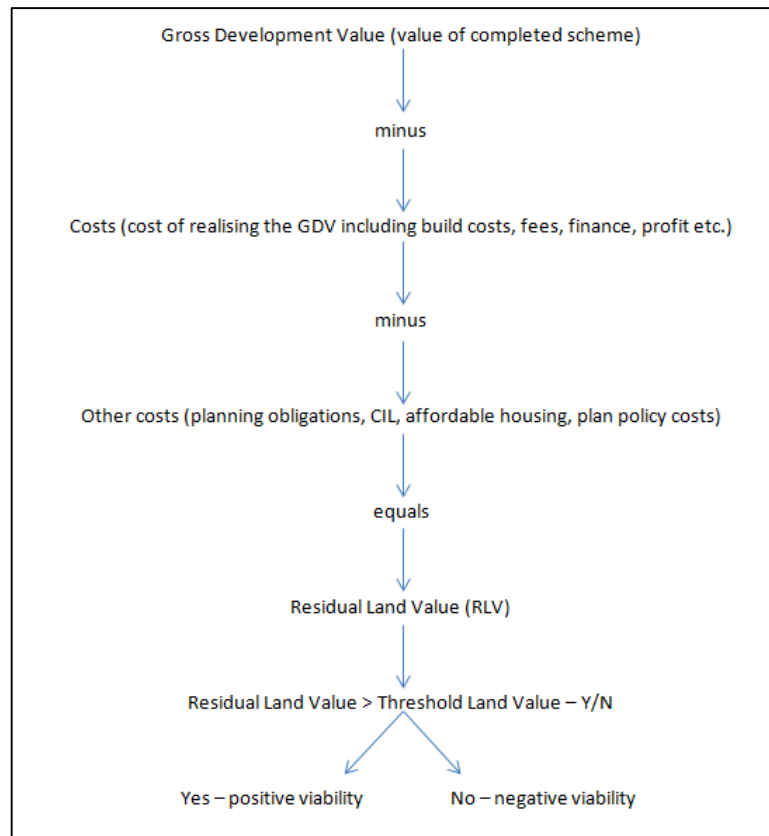 Gross Development Value (value of completed scheme)
minus
Costs (cost of realising the GDV including build costs, fees, finance, profit etc.)
minus
Other costs (planning obligations, CIL, affordable housing, plan policy costs)
equals
Residual Land Value (RLV)
Residual Land Value > Threshold Land Value – Y/N
Yes – positive viability
No – negative viability